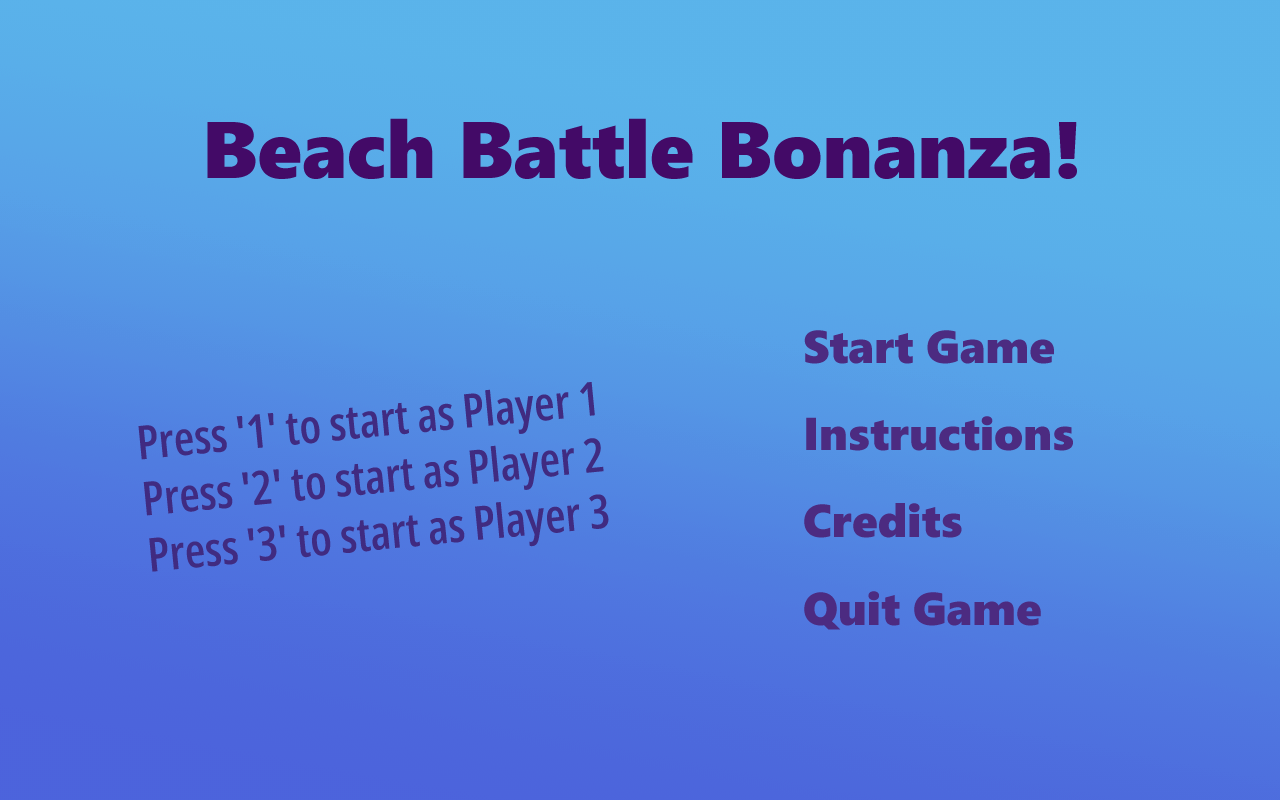 Beach Battle Bonanza!
Press '1' to start as Player 1
Press '2' to start as Player 2
Press '3' to start as Player 3
Start Game
Instructions
Credits
Quit Game